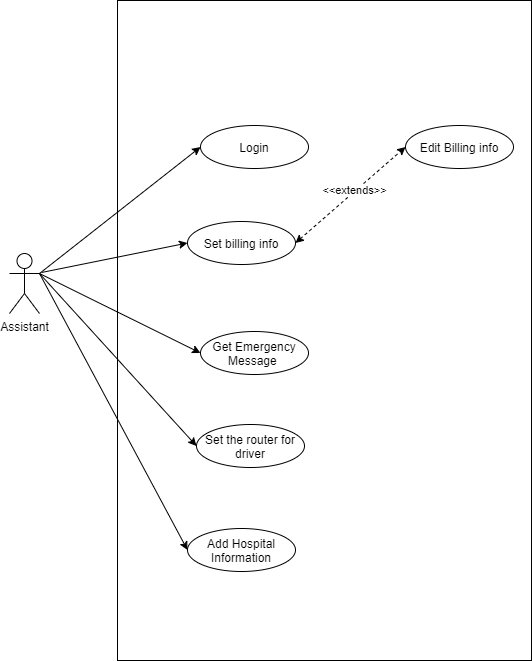 Login
Edit Billing info
<<extends>>
Set billing info
Assistant
Get Emergency
Message
Set the router for
driver
Add Hospital
Information